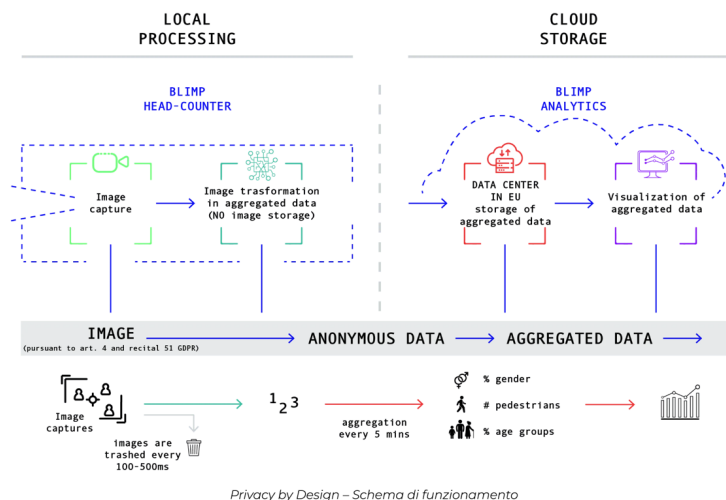 LOCAL
PROCESSING
CLOUD
STORAGE
BLIMP
HEAD-COUNTER
BLIMP
ANALYTICS
Image
capture
Image trasformation
in aggregated data
(NO image storage)
DATA CENTER
IN EU
storage of
aggregated data
Visualization of
aggregated data
IMAGE
(pursuant to art. 4 and recital 51 GDPR)
ANONYMOUS DATA
AGGREGATED DATA
Image
captures
images are
trashed every
100-500ms
1 2 3
aggregation
every 5 mins
% gender
# pedestrians
% age groups
Privacy by Design – Schema di funzionamento